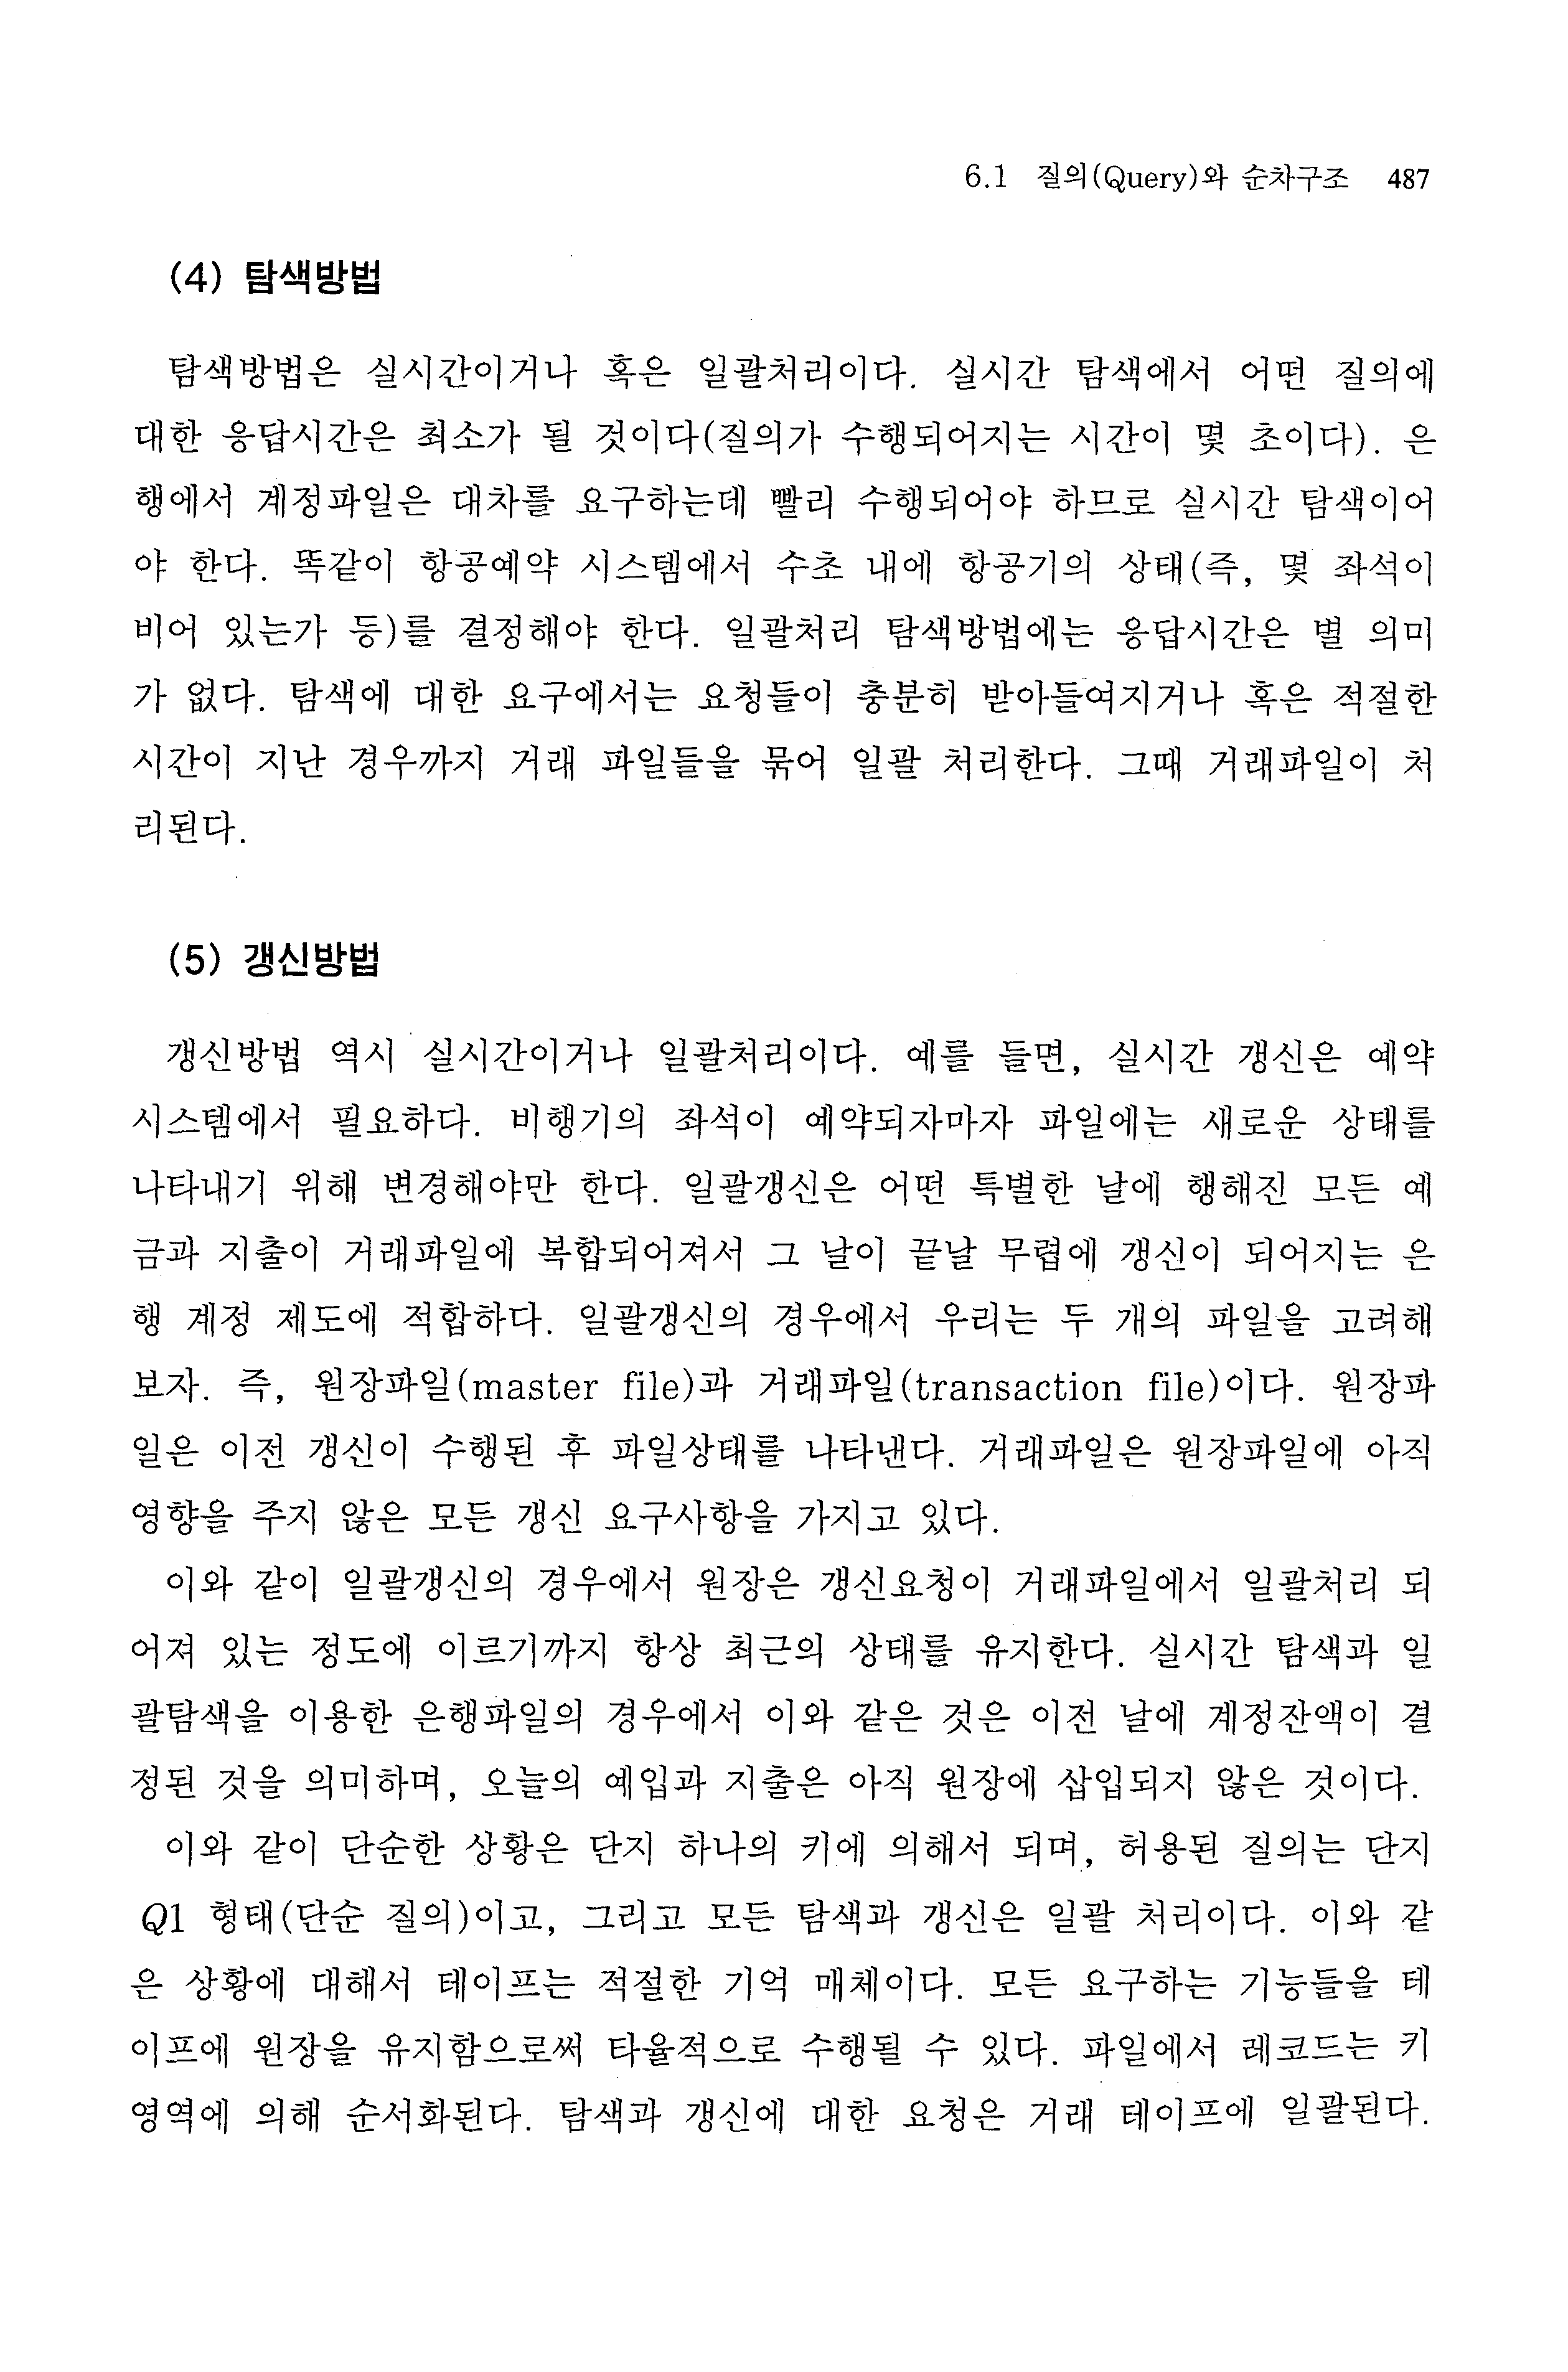 6.1 질의(Query)와 순차구조 487
(4) 탐색방법
탐색방법은 실시간이거나 혹은 일괄처리이다. 실시간 탐색에서 어떤 질의에
대한 응답시간은 최소가 될 것이다(질의가 수행되어지는 시간이 몇 초이다). 은
행에서 계정파일은 대차를 요구하는데 빨리 수행되어야 하므로 실시간 탐색이어
야 한다. 똑같이 항공예약 시스템에서 수초 내에 항공기의 상태(즉, 몇 좌석이
비어 있는가 등)를 결정해야 한다. 일괄처리 탐색방법에는 응답시간은 별 의미
가 없다. 탐색에 대한 요구에서는 요청들이 충분히 받아들여지거나 혹은 적절한
시간이 지난 경우까지 거래 파일들을 묶어 일괄 처리한다. 그때 거래파일이 처
리된다.
(5) 갱신방법
갱신방법 역시 실시간이거나 일괄처리이다. 예를 들면, 실시간 갱신은 예약
시스템에서 필요하다. 비행기의 좌석이 예약되자마자 파일에는 새로운 상태를
나타내기 위해 변경해야만 한다. 일괄갱신은 어떤 특별한 날에 행해진 모든 예
금과 지출이 거래파일에 복합되어져서 그 날이 끝날 무렵에 갱신이 되어지는 은
행 계정 제도에 적합하다. 일괄갱신의 경우에서 우리는 두 개의 파일을 고려해
보자. 즉, 원장파일(master file)과 거래파일(transaction file)이다. 원장파
일은 이전 갱신이 수행된 후 파일상태를 나타낸다. 거래파일은 원장파일에 아직
영향을 주지 않은 모든 갱신 요구사항을 가지고 있다.
이와 같이 일괄갱신의 경우에서 원장은 갱신요청이 거래파일에서 일괄처리 되
어져 있는 정도에 이르기까지 항상 최근의 상태를 유지한다. 실시간 탐색과 일
괄탐색을 이용한 은행파일의 경우에서 이와 같은 것은 이전 날에 계정잔액이 결
정된 것을 의미하며, 오늘의 예입과 지출은 아직 원장에 삽입되지 않은 것이다.
이와 같이 단순한 상황은 단지 하나의 키에 의해서 되며, 허용된 질의는 단지
Q1 형태(단순 질의)이고, 그리고 모든 탐색과 갱신은 일괄 처리이다. 이와 같
은 상황에 대해서 테이프는 적절한 기억 매체이다. 모든 요구하는 기능들을 테
이프에 원장을 유지함으로써 타율적으로 수행될 수 있다. 파일에서 레코드는 키
영역에 의해 순서화된다. 탐색과 갱신에 대한 요청은 거래 테이프에 일괄된다.